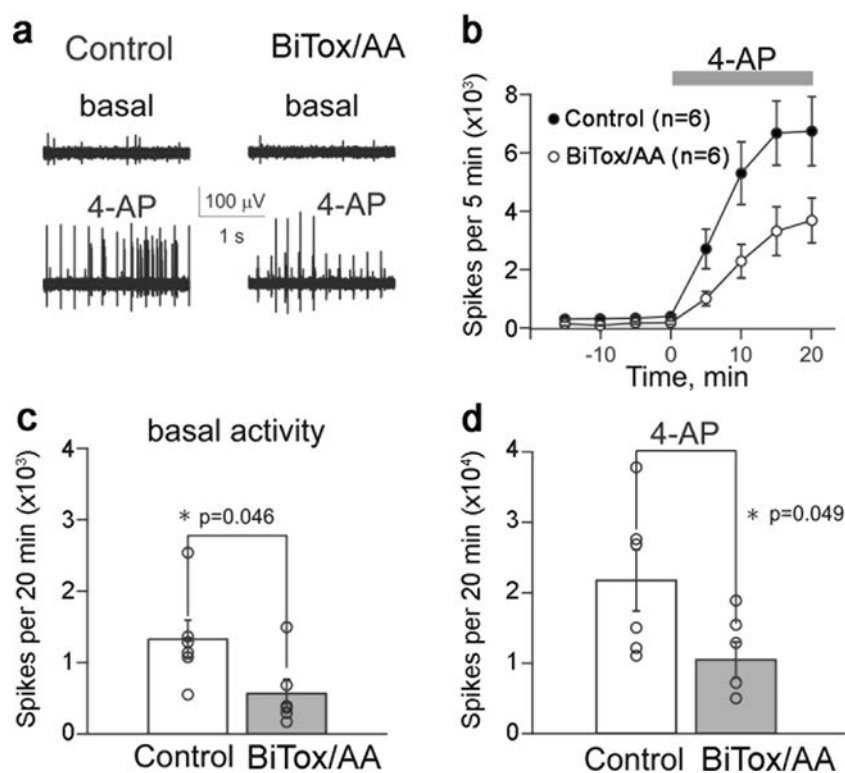 a
Control
BiTox/AA
basal
basal
4-AP
100 µV
1 s
4-AP
b
4-AP
Spikes per 5 min (x10³)
8
6
4
2
0
Control (n=6)
BiTox/AA (n=6)
-10
0
10
20
Time, min
c
basal activity
Spikes per 20 min (x10³)
4
3
2
1
0
* p=0.046
Control
BiTox/AA
d
4-AP
Spikes per 20 min (x10⁴)
4
3
2
1
0
* p=0.049
Control
BiTox/AA